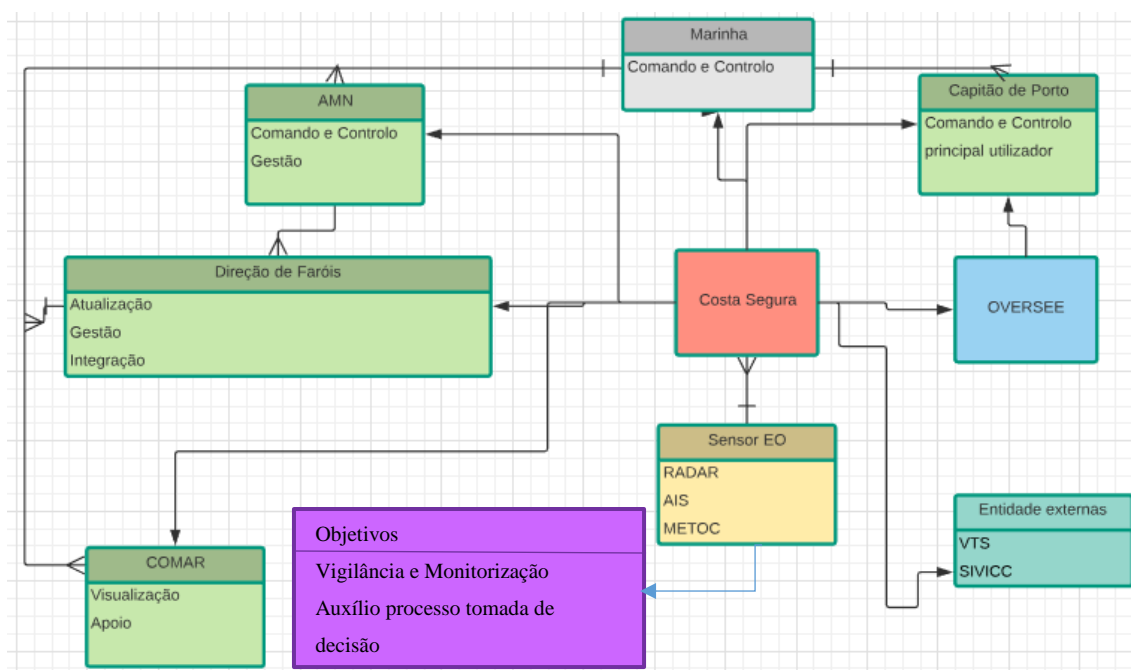 Marinha
Comando e Controlo
AMN
Comando e Controlo
Gestão
Capitão de Porto
Comando e Controlo
principal utilizador
Direção de Faróis
Atualização
Gestão
Integração
Costa Segura
OVERSEE
Sensor EO
RADAR
AIS
METOC
Entidade externas
VTS
SIVICC
Objetivos
Vigilância e Monitorização
Auxílio processo tomada de
decisão
COMAR
Visualização
Apoio